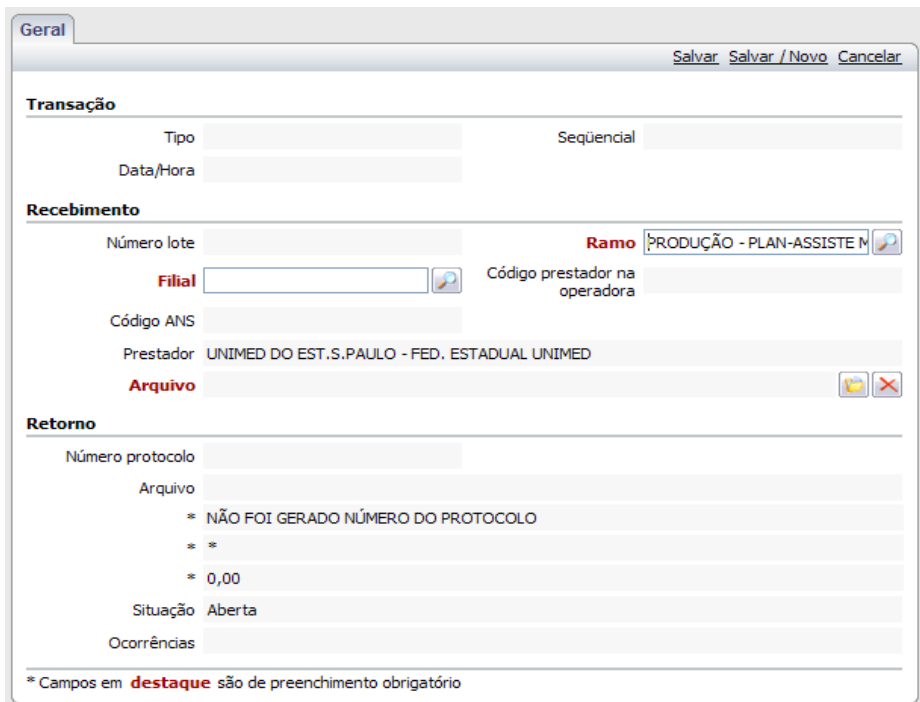 Geral
Salvar Salvar / Novo Cancelar
Transação
Tipo
Seqüencial
Data/Hora
Recebimento
Número lote
Ramo PRODUÇÃO - PLAN-ASSISTE M
Filial
Código prestador na
operadora
Código ANS
Prestador UNIMED DO EST.S.PAULO - FED. ESTADUAL UNIMED
Arquivo
Retorno
Número protocolo
Arquivo
* NÃO FOI GERADO NÚMERO DO PROTOCOLO
* *
* 0,00
Situação Aberta
Ocorrências
* Campos em destaque são de preenchimento obrigatório